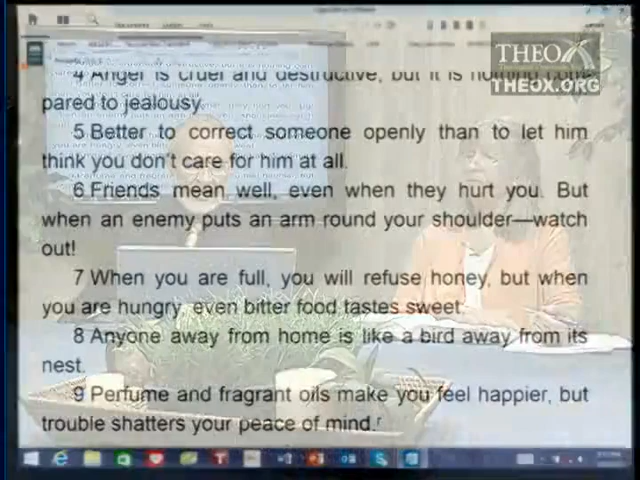 THEOX
THEOX.ORG
4 Anger is cruel and destructive, but it is nothing com-
pared to jealousy.
5 Better to correct someone openly than to let him
think you don't care for him at all.
6 Friends mean well, even when they hurt you. But
when an enemy puts an arm round your shoulder—watch
out!
7 When you are full, you will refuse honey, but when
you are hungry, even bitter food tastes sweet.
8 Anyone away from home is like a bird away from its
nest.
9 Perfume and fragrant oils make you feel happier, but
trouble shatters your peace of mind.r